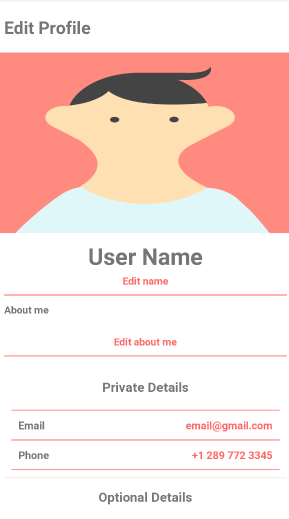 Edit Profile
User Name
Edit name
About me
Edit about me
Private Details
Email email@gmail.com
Phone +1 289 772 3345
Optional Details